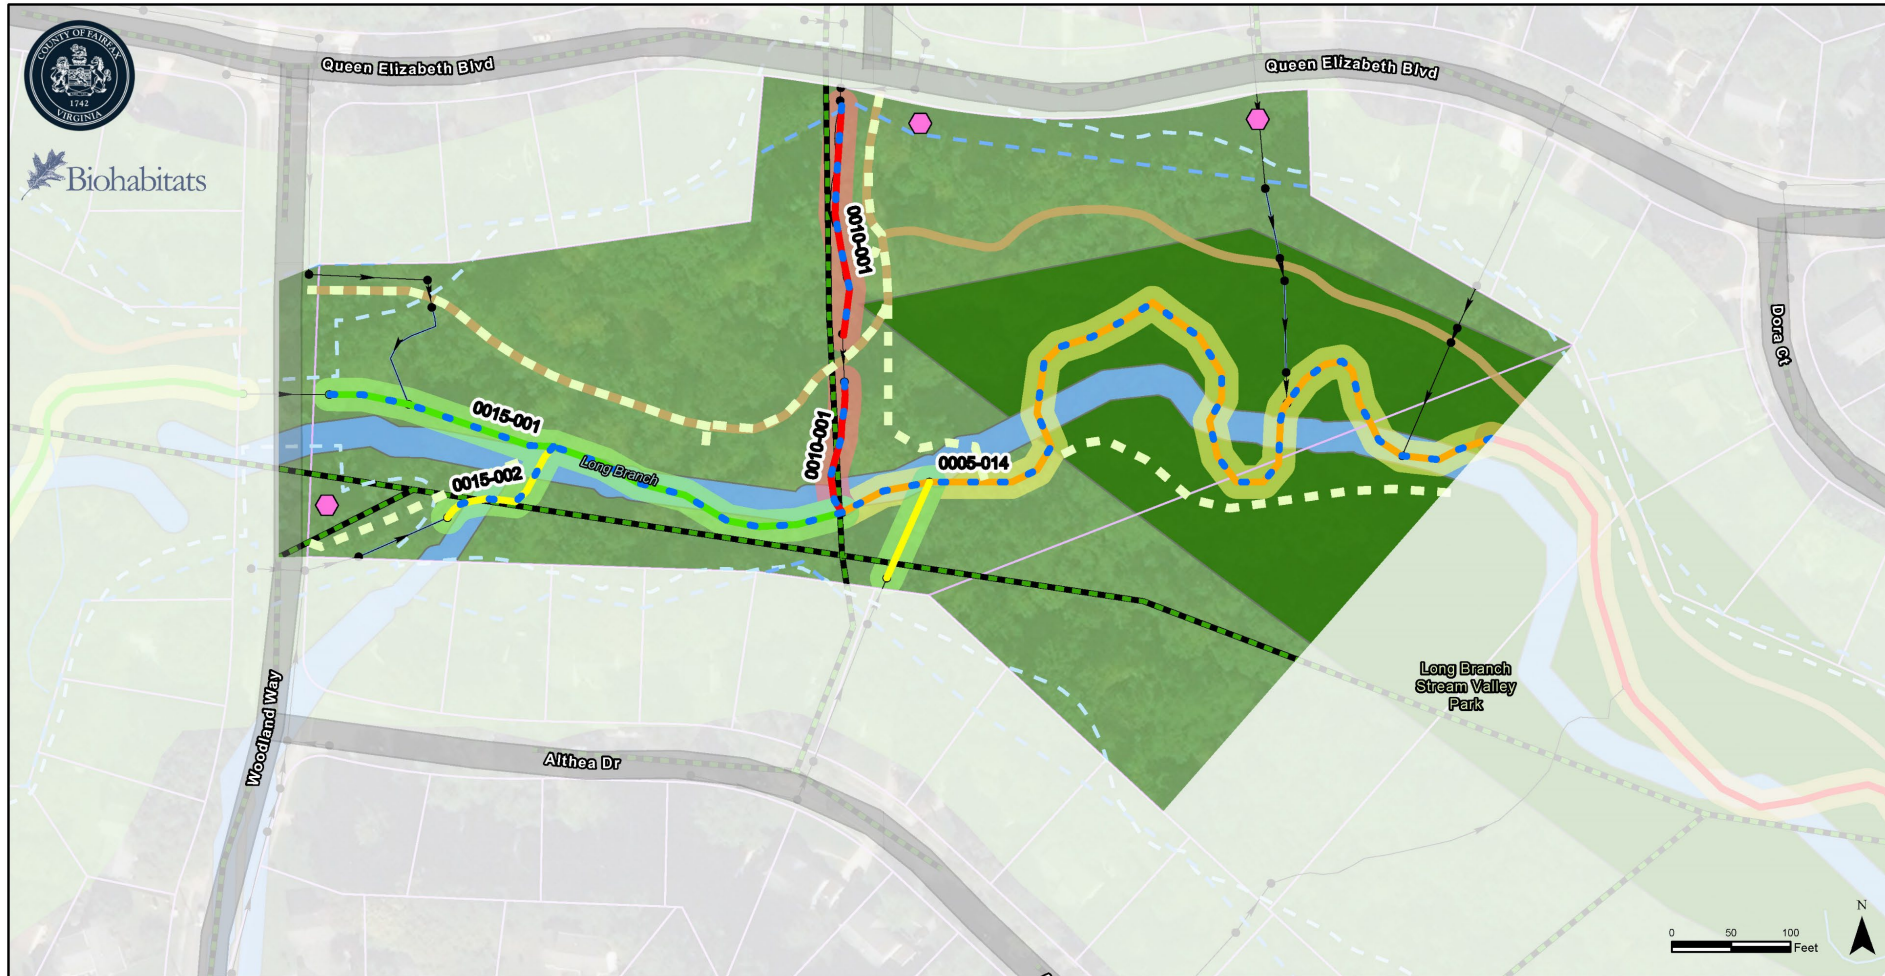 COUNTY OF FAIRFAX
1742
VIRGINIA
Biohabitats
Queen Elizabeth Blvd
Queen Elizabeth Blvd
0010-001
Dora Ct
0015-001
0010-001
Long Branch
0005-014
0015-002
Long Branch
Stream Valley
Park
Woodland Way
Althea Dr
N
0 50 100
Feet